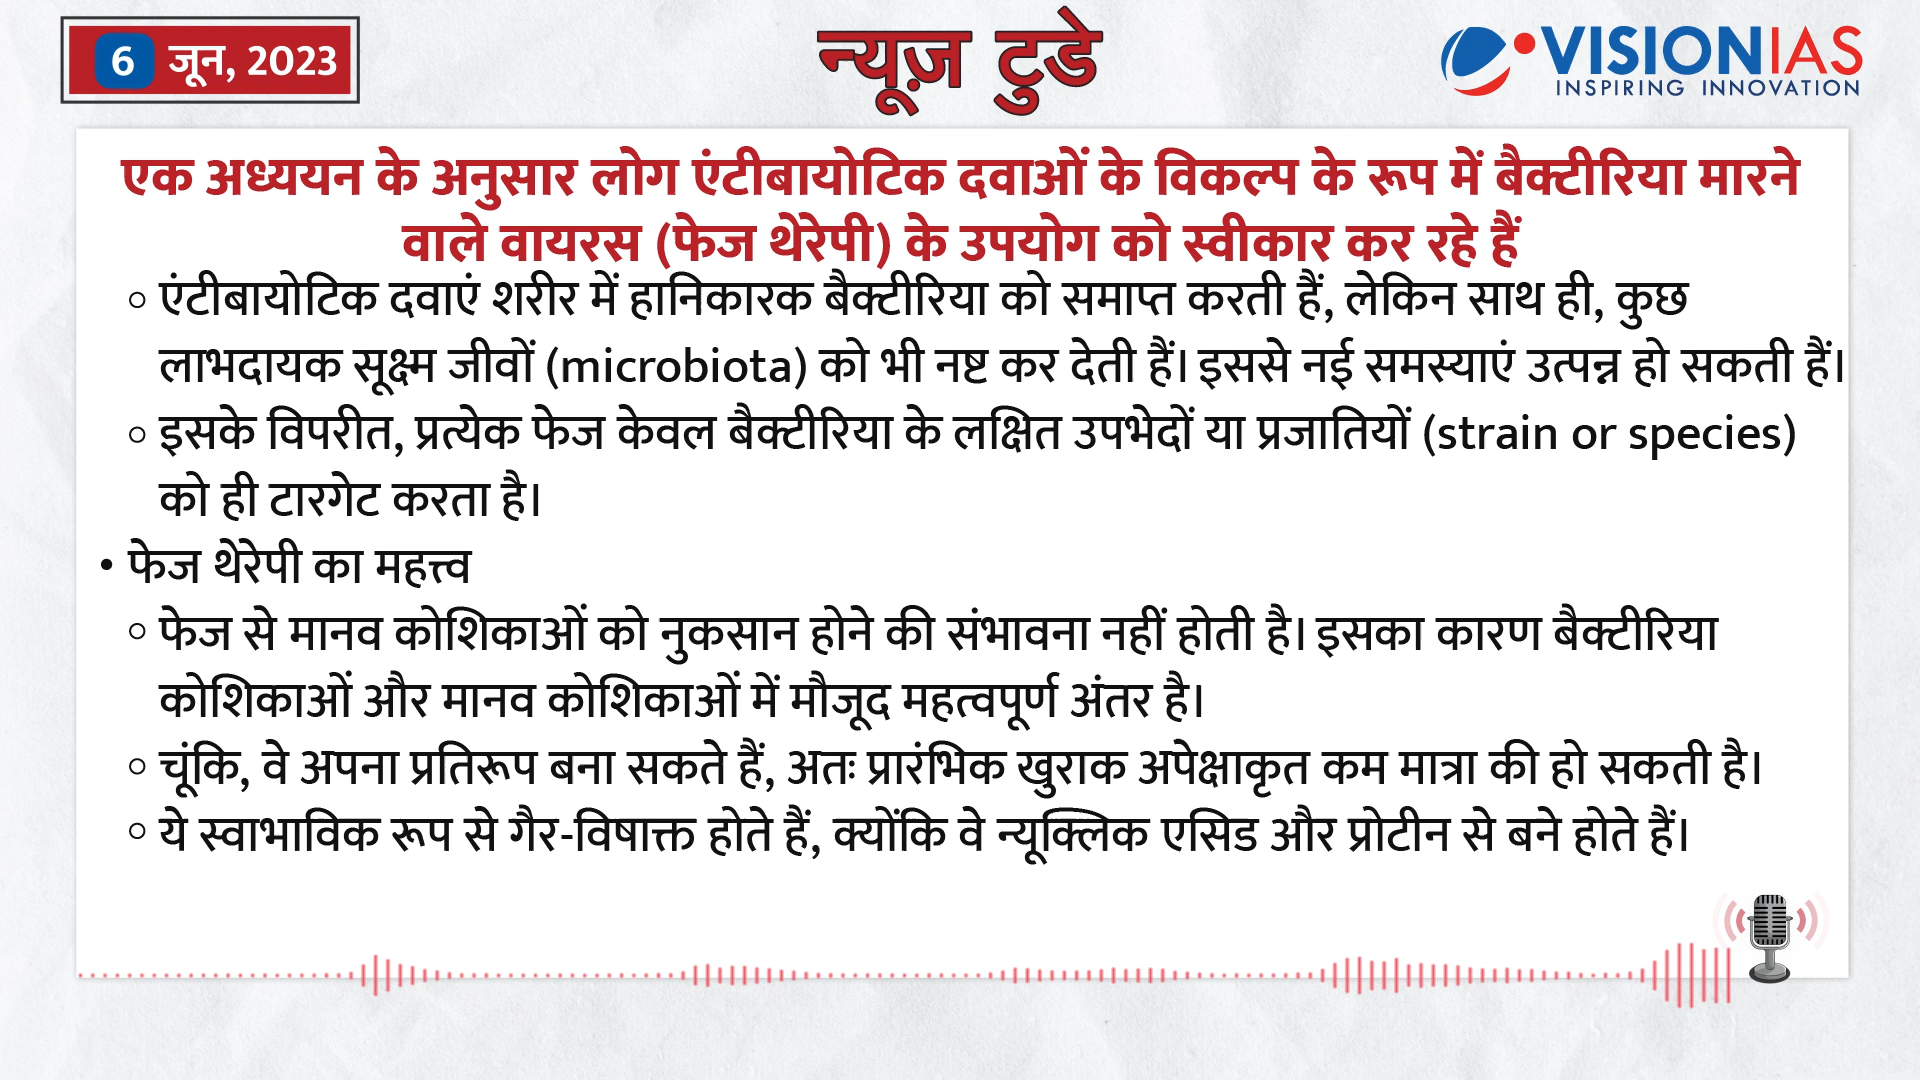 6 जून, 2023
न्यूज़ टुडे
VISIONIAS
INSPIRING INNOVATION
एक अध्ययन के अनुसार लोग एंटीबायोटिक दवाओं के विकल्प के रूप में बैक्टीरिया मारने
वाले वायरस (फेज थेरेपी) के उपयोग को स्वीकार कर रहे हैं
○ एंटीबायोटिक दवाएं शरीर में हानिकारक बैक्टीरिया को समाप्त करती हैं, लेकिन साथ ही, कुछ
लाभदायक सूक्ष्म जीवों (microbiota) को भी नष्ट कर देती हैं। इससे नई समस्याएं उत्पन्न हो सकती हैं।
○ इसके विपरीत, प्रत्येक फेज केवल बैक्टीरिया के लक्षित उपभेदों या प्रजातियों (strain or species)
को ही टारगेट करता है।
• फेज थेरेपी का महत्त्व
○ फेज से मानव कोशिकाओं को नुकसान होने की संभावना नहीं होती है। इसका कारण बैक्टीरिया
कोशिकाओं और मानव कोशिकाओं में मौजूद महत्वपूर्ण अंतर है।
○ चूंकि, वे अपना प्रतिरूप बना सकते हैं, अतः प्रारंभिक खुराक अपेक्षाकृत कम मात्रा की हो सकती है।
○ ये स्वाभाविक रूप से गैर-विषाक्त होते हैं, क्योंकि वे न्यूक्लिक एसिड और प्रोटीन से बने होते हैं।